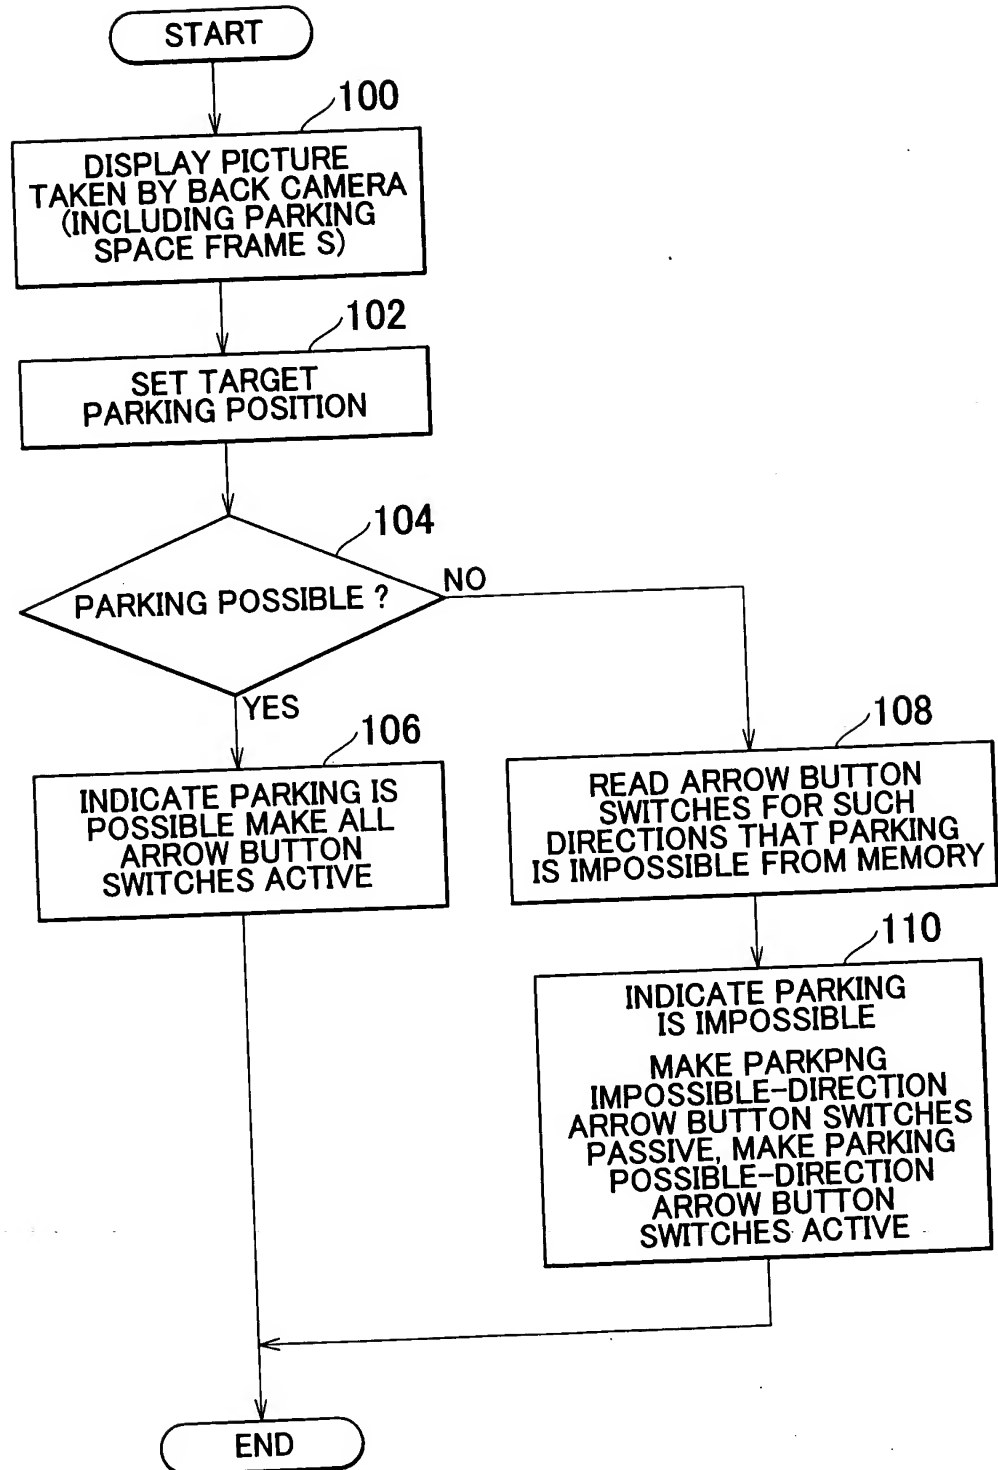 START
100
DISPLAY PICTURE
TAKEN BY BACK CAMERA
(INCLUDING PARKING
SPACE FRAME S)
102
SET TARGET
PARKING POSITION
104
PARKING POSSIBLE ?
NO
YES
106
INDICATE PARKING IS
POSSIBLE MAKE ALL
ARROW BUTTON
SWITCHES ACTIVE
108
READ ARROW BUTTON
SWITCHES FOR SUCH
DIRECTIONS THAT PARKING
IS IMPOSSIBLE FROM MEMORY
110
INDICATE PARKING
IS IMPOSSIBLE
MAKE PARKPNG
IMPOSSIBLE-DIRECTION
ARROW BUTTON SWITCHES
PASSIVE, MAKE PARKING
POSSIBLE-DIRECTION
ARROW BUTTON
SWITCHES ACTIVE
END